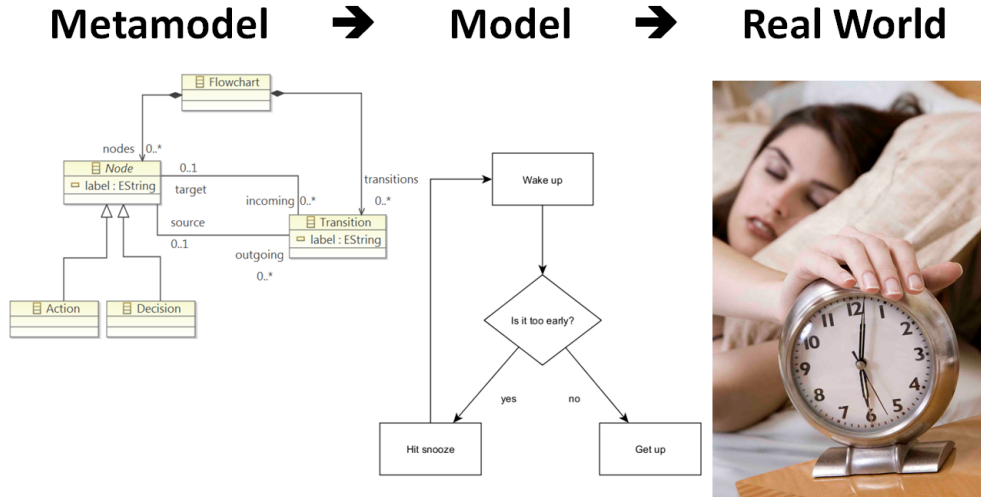 Metamodel → Model → Real World
Flowchart
nodes 0..*
Node
label : EString
0..1
target
incoming 0..*
transitions
0..*
source
0..1
Transition
label : EString
outgoing
0..*
Action
Decision
Wake up
Is it too early?
yes
no
Hit snooze
Get up
12
1
2
3
4
5
6
7
8
9
10
11